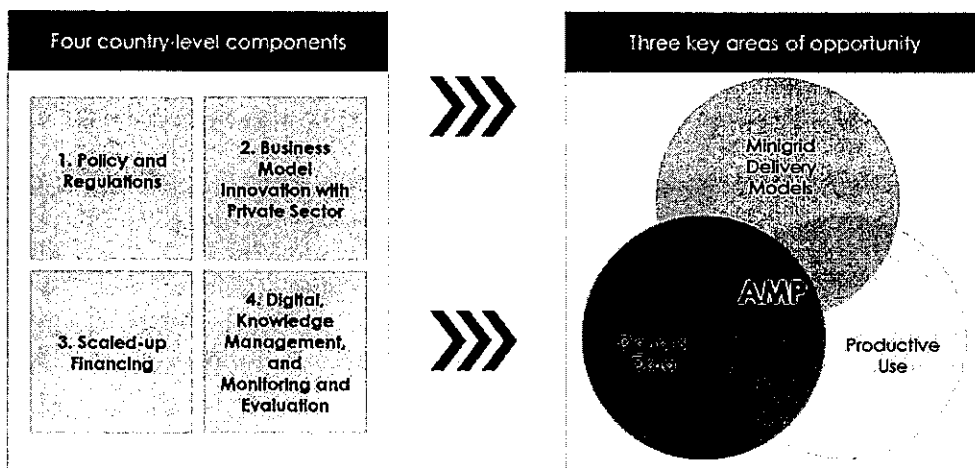 Four country-level components
1. Policy and
Regulations
2. Business
Model
Innovation with
Private Sector
3. Scaled-up
Financing
4. Digital,
Knowledge
Management,
and
Monitoring and
Evaluation
Three key areas of opportunity
Minigrid
Delivery
Models
AMP
Productive
Use